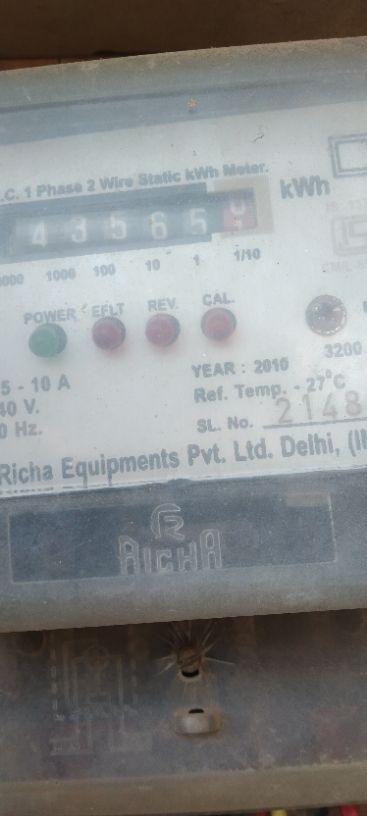 .C. 1 Phase 2 Wire Static kWh Meter.
4 3 5 6 5 kWh
0000 1000 100 10 1 1/10
POWER EFLT REV. CAL.
3200
5 - 10 A
YEAR : 2010
40 V.
Ref. Temp. - 27°C
0 Hz.
SL. No. 2148
Richa Equipments Pvt. Ltd. Delhi, (IN
RICHA